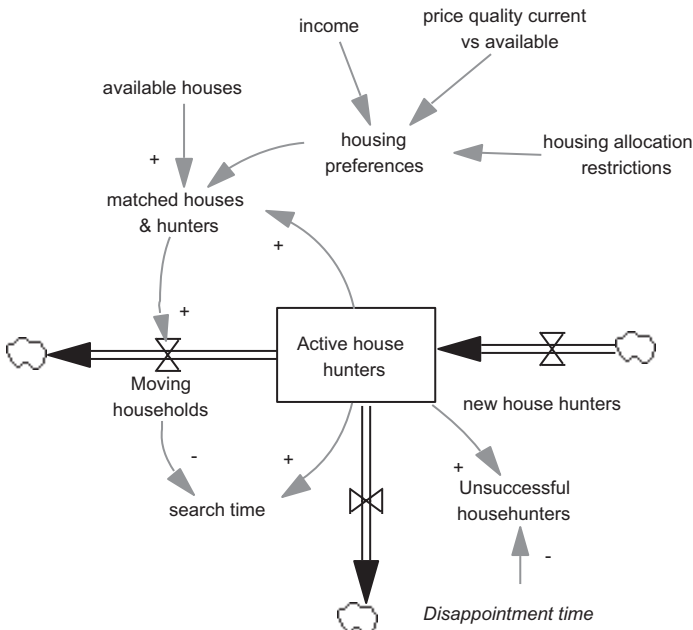 income
price quality current
vs available
available houses
housing
preferences
housing allocation
restrictions
+
matched houses
& hunters
+
+
Active house
hunters
Moving
households
new house hunters
-
+
+
search time
Unsuccessful
househunters
-
Disappointment time